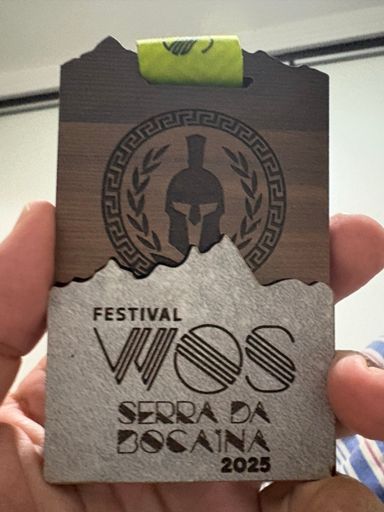 FESTIVAL
WOS
SERRA DA
BOCAINA
2025